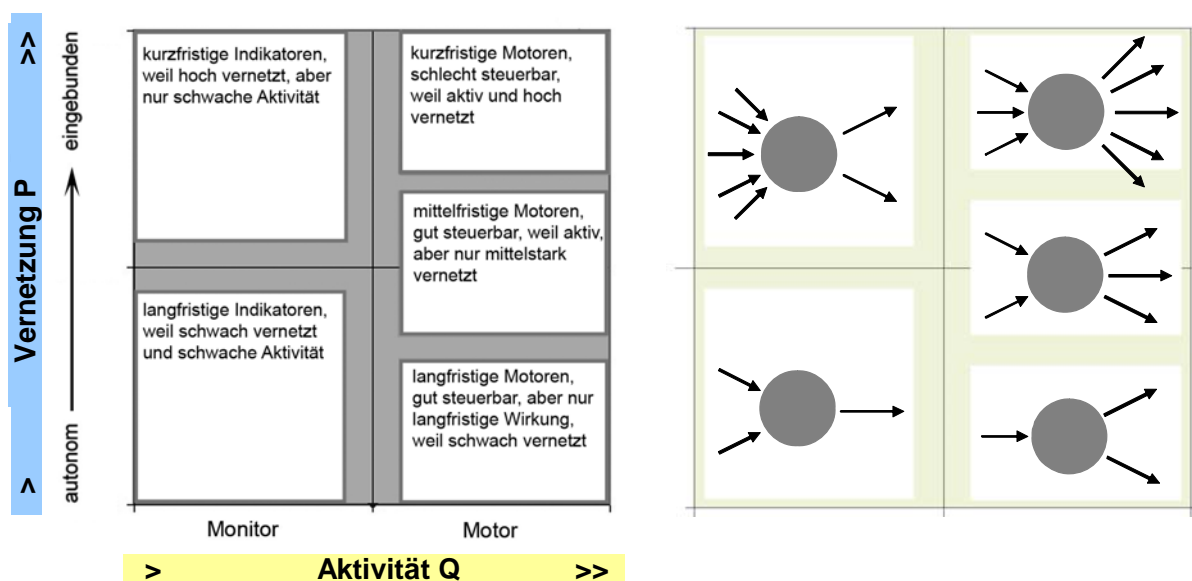 >>
eingebunden
Vernetzung P
autonom
>
kurzfristige Indikatoren,
weil hoch vernetzt, aber
nur schwache Aktivität
kurzfristige Motoren,
schlecht steuerbar,
weil aktiv und hoch
vernetzt
mittelfristige Motoren,
gut steuerbar, weil aktiv,
aber nur mittelstark
vernetzt
langfristige Indikatoren,
weil schwach vernetzt
und schwache Aktivität
langfristige Motoren,
gut steuerbar, aber nur
langfristige Wirkung,
weil schwach vernetzt
Monitor
Motor
> Aktivität Q >>